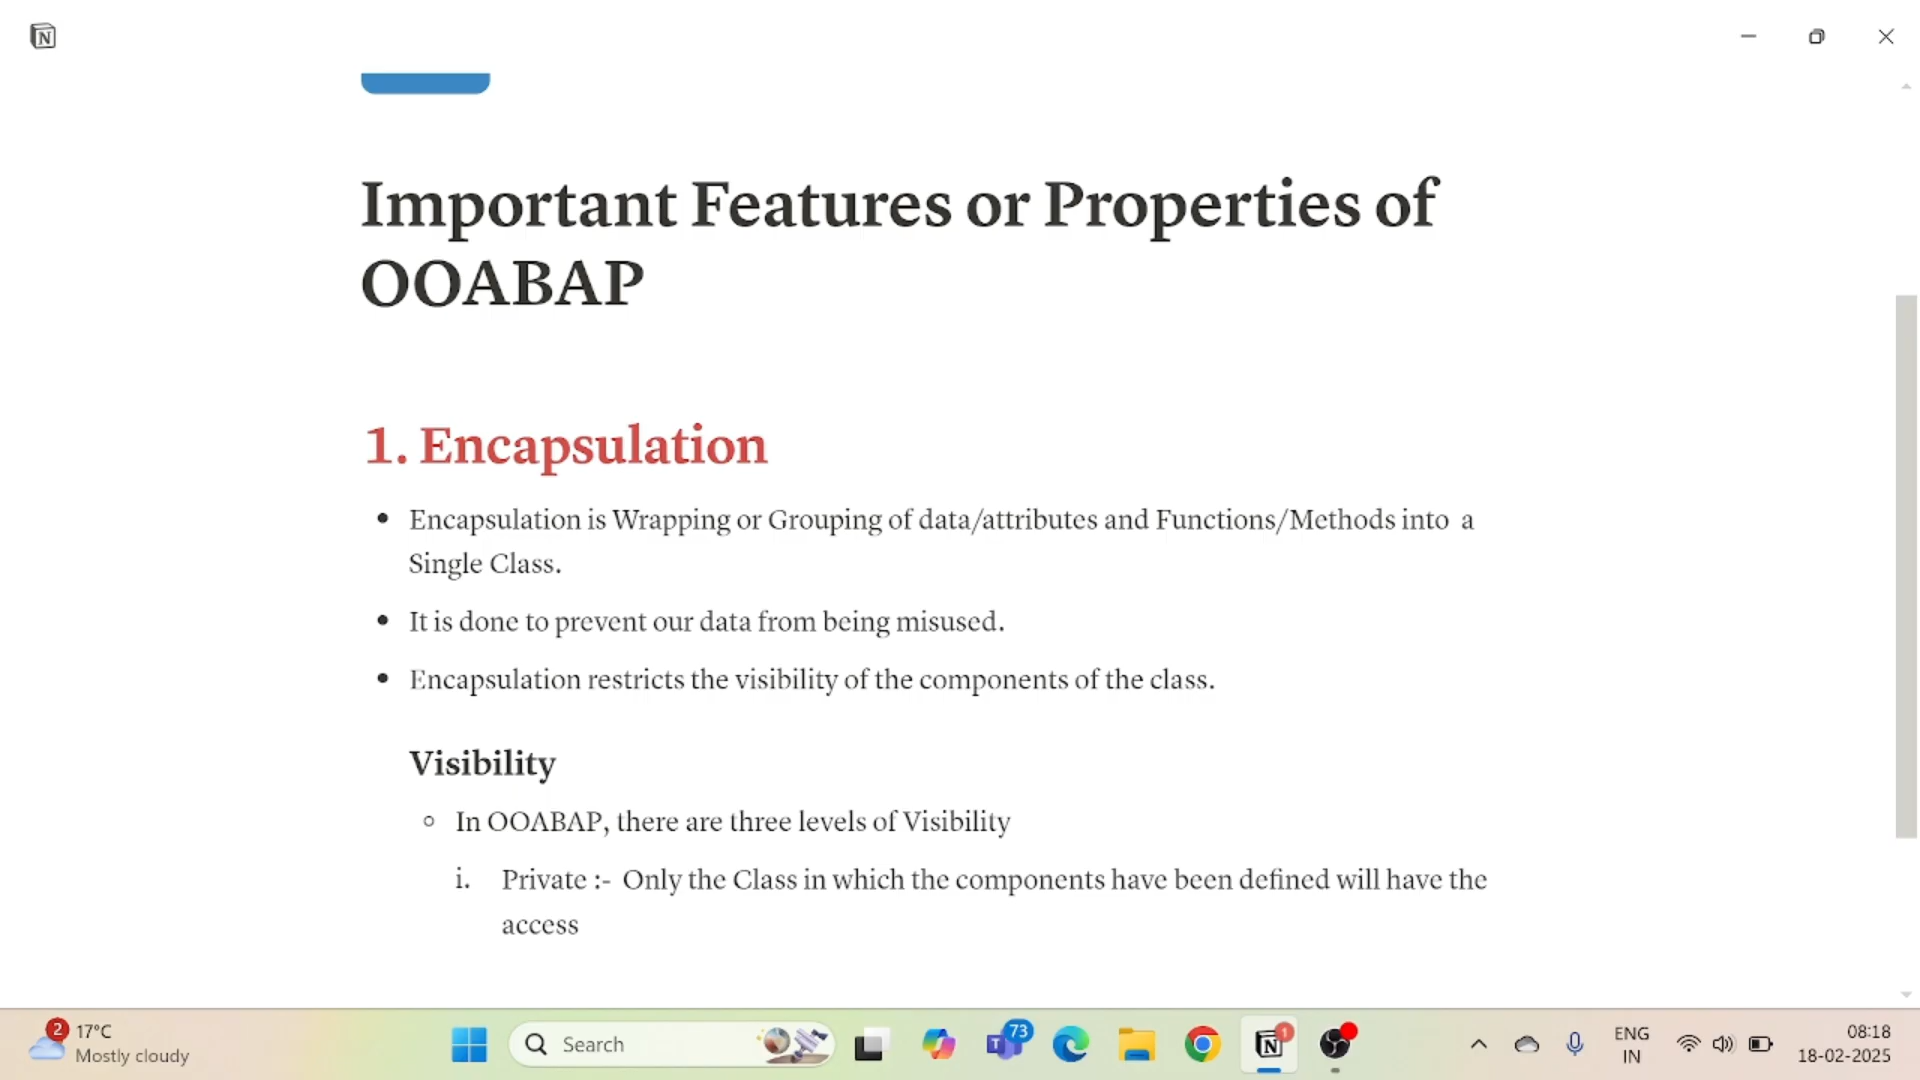 Important Features or Properties of
OOABAP
1. Encapsulation
• Encapsulation is Wrapping or Grouping of data/attributes and Functions/Methods into a
Single Class.
• It is done to prevent our data from being misused.
• Encapsulation restricts the visibility of the components of the class.
Visibility
○ In OOABAP, there are three levels of Visibility
i. Private :- Only the Class in which the components have been defined will have the
access
2
17°C
Mostly cloudy
Search
73
1
ENG
IN
08:18
18-02-2025